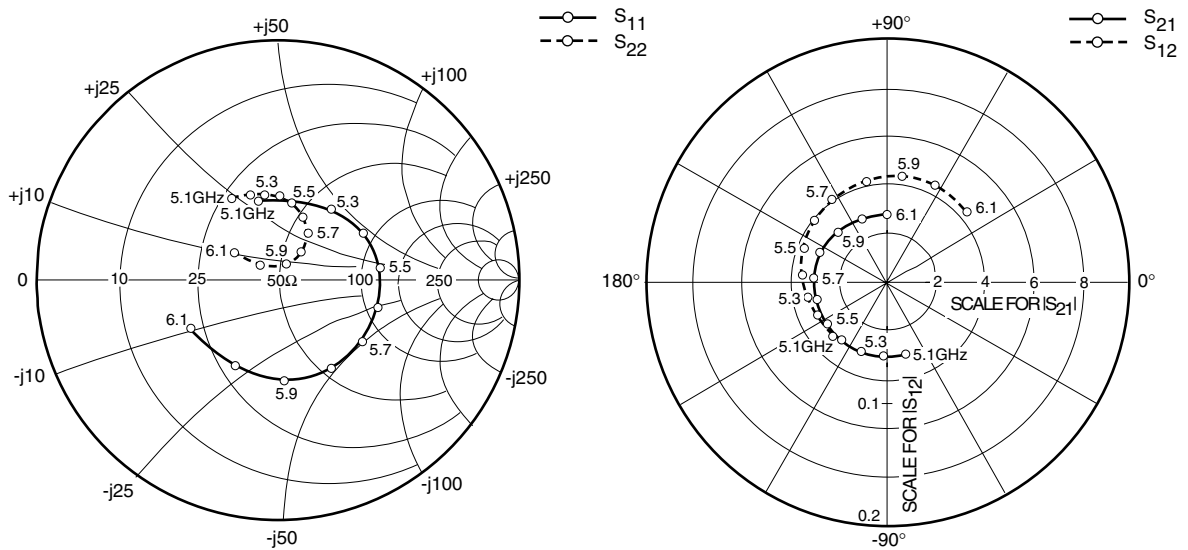 S11
S22
+j50
+j25
+j100
+j10
+j250
0
10
25
50Ω
100
250
-j10
-j250
-j25
-j100
-j50
5.1GHz
5.3
5.5
5.7
5.9
6.1
5.1GHz
5.3
5.5
5.7
5.9
6.1
S21
S12
+90°
180°
0°
-90°
2
4
6
8
SCALE FOR |S21|
0.1
0.2
SCALE FOR |S12|
5.1GHz
5.3
5.5
5.7
5.9
6.1
5.1GHz
5.3
5.5
5.7
5.9
6.1